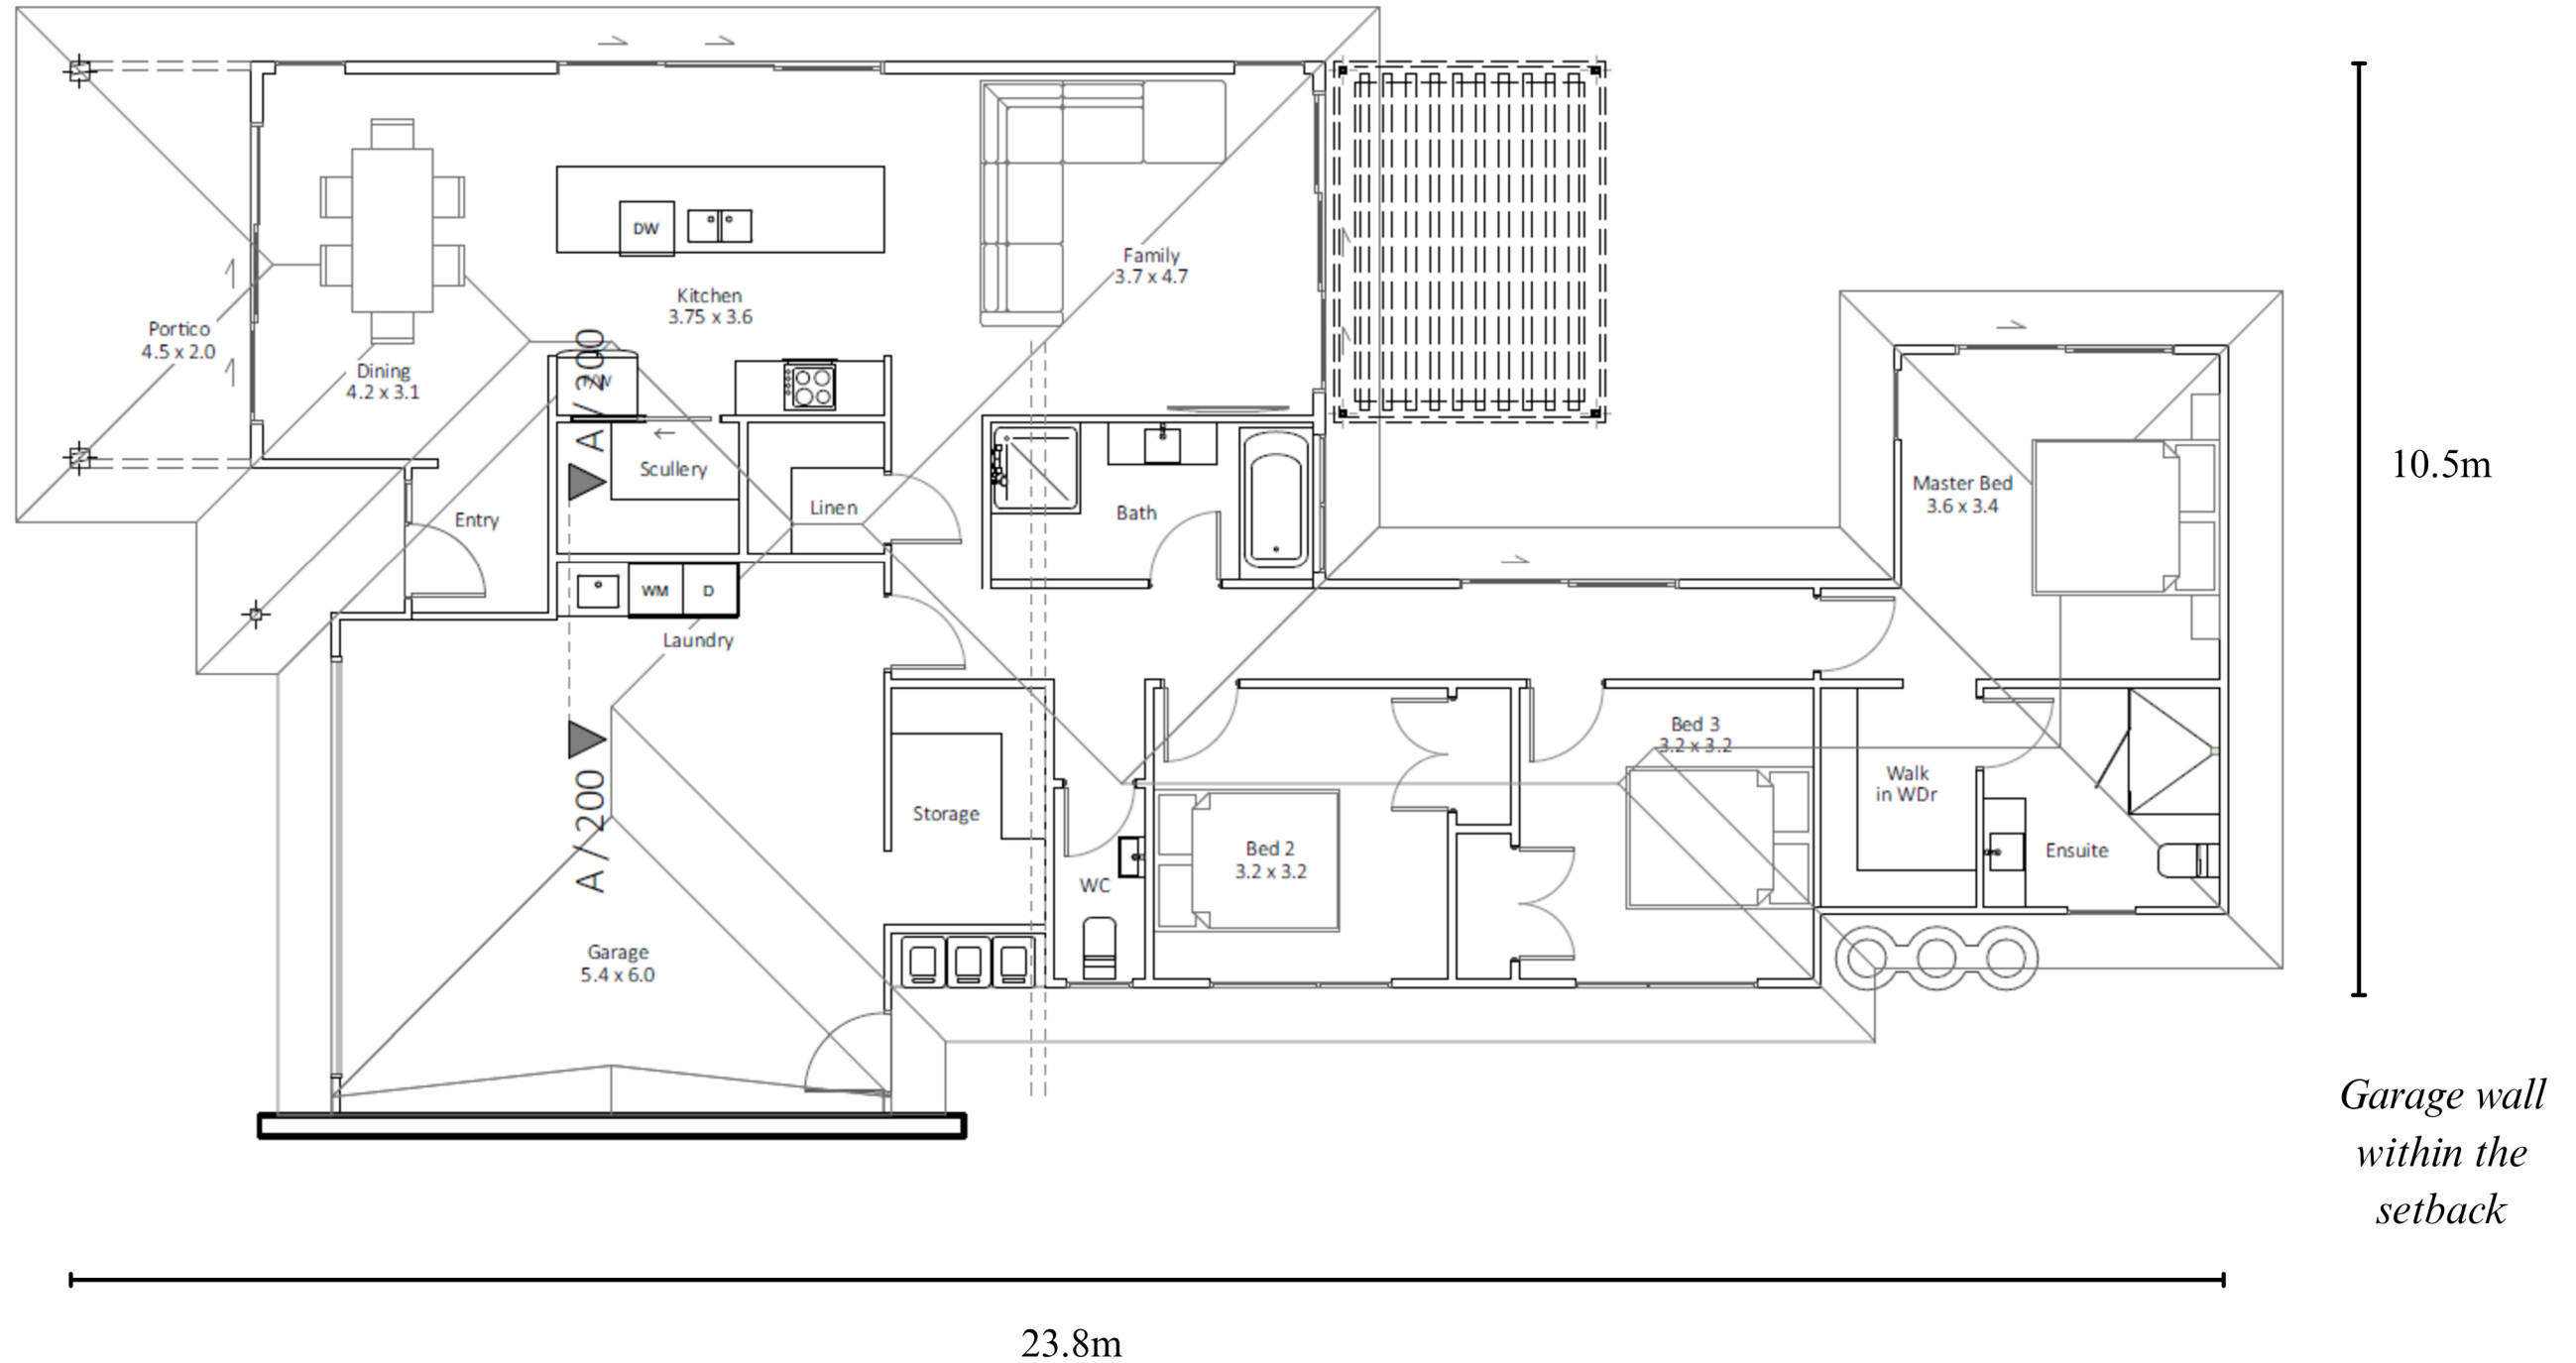 DW
Family
3.7 x 4.7
Kitchen
3.75 x 3.6
Portico
4.5 x 2.0
Dining
4.2 x 3.1
A / 200
Scullery
Linen
Entry
Bath
Master Bed
3.6 x 3.4
10.5m
WM
D
Laundry
A / 200
Storage
WC
Bed 2
3.2 x 3.2
Bed 3
3.2 x 3.2
Walk
in WDr
Ensuite
Garage
5.4 x 6.0
Garage wall
within the
setback
23.8m